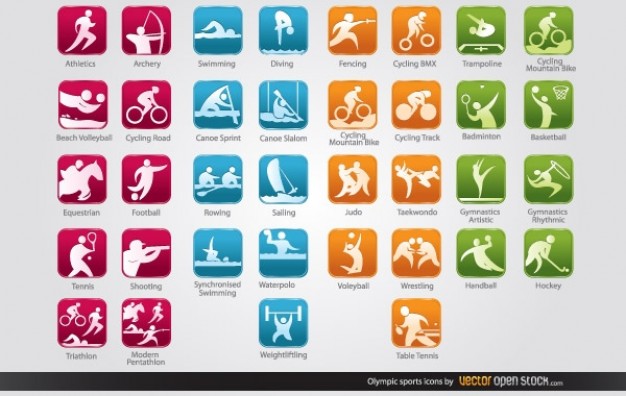 Athletics
Archery
Swimming
Diving
Fencing
Cycling BMX
Trampoline
Cycling
Mountain Bike
Beach Volleyball
Cycling Road
Canoe Sprint
Canoe Slalom
Cycling
Mountain Bike
Cycling Track
Badminton
Basketball
Equestrian
Football
Rowing
Sailing
Judo
Taekwondo
Gymnastics
Artistic
Gymnastics
Rhythmic
Tennis
Shooting
Synchronised
Swimming
Waterpolo
Voleyball
Wrestling
Handball
Hockey
Triathlon
Modern
Pentathlon
Weightliftling
Table Tennis
Olympic sports icons by VECTOR OPEN STOCK.com